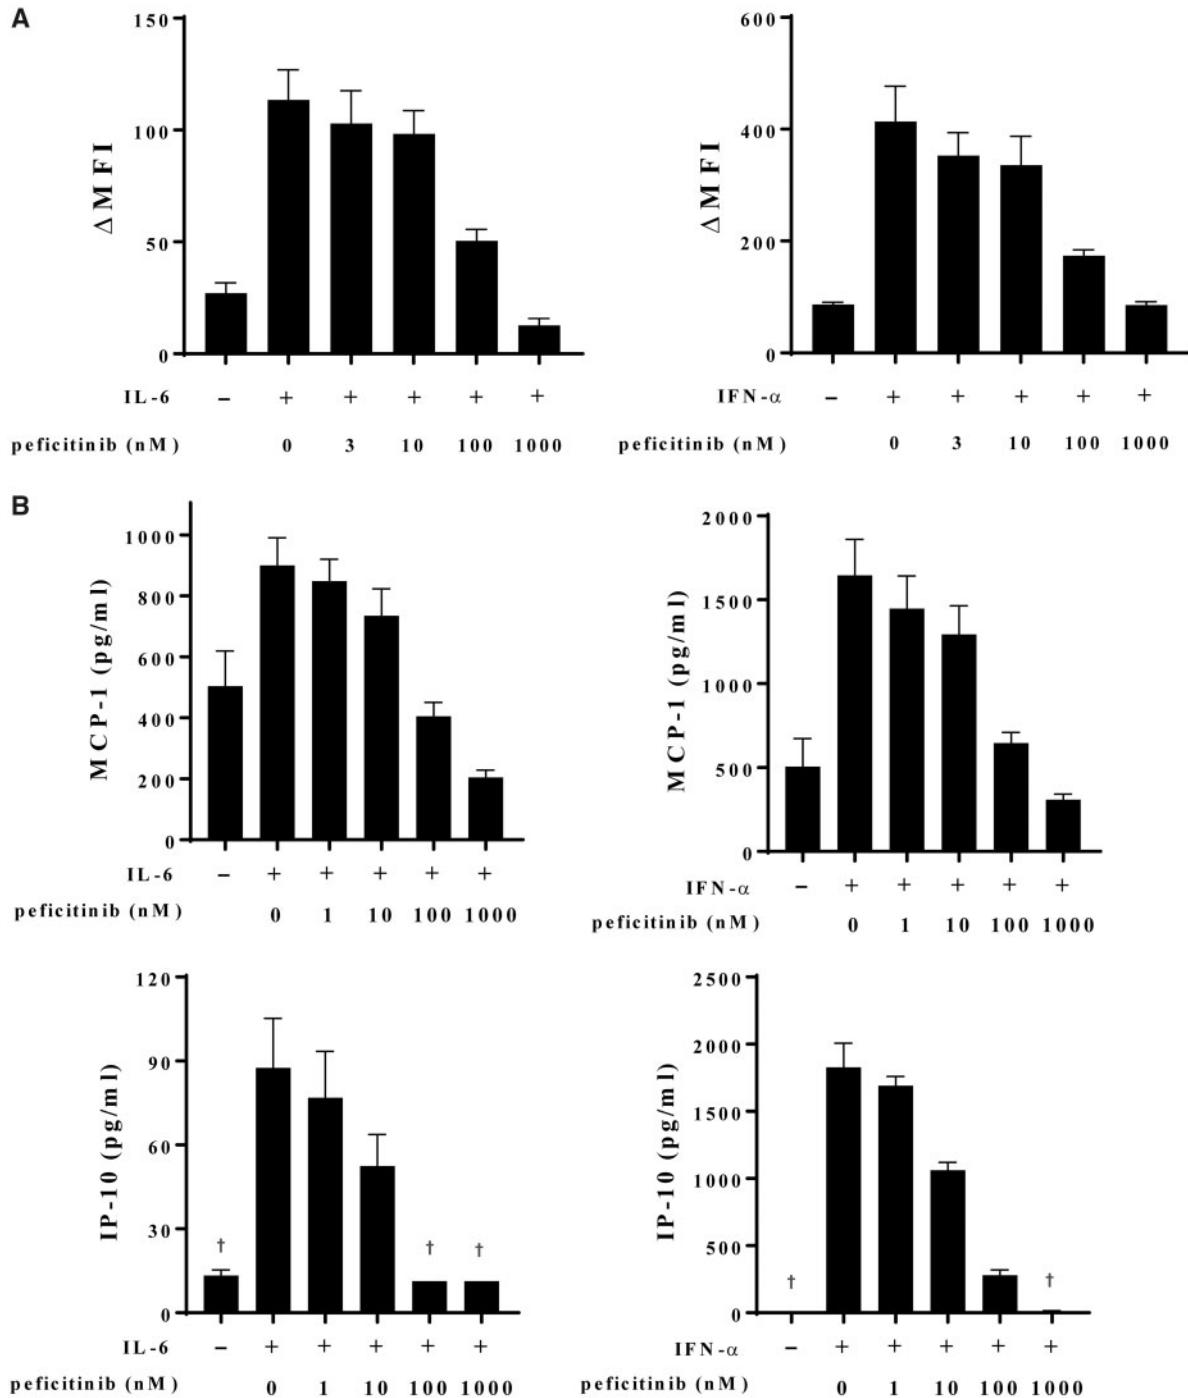 A
150
100
50
0
ΔMFI
IL-6 – + + + + +
peficitinib (nM) 0 3 10 100 1000
600
400
200
0
ΔMFI
IFN-α – + + + + +
peficitinib (nM) 0 3 10 100 1000
B
1000
800
600
400
200
0
MCP-1 (pg/ml)
IL-6 – + + + + +
peficitinib (nM) 0 1 10 100 1000
2000
1500
1000
500
0
MCP-1 (pg/ml)
IFN-α – + + + + +
peficitinib (nM) 0 1 10 100 1000
120
90
60
30
0
IP-10 (pg/ml)
† † †
IL-6 – + + + + +
peficitinib (nM) 0 1 10 100 1000
2500
2000
1500
1000
500
0
IP-10 (pg/ml)
† †
IFN-α – + + + + +
peficitinib (nM) 0 1 10 100 1000